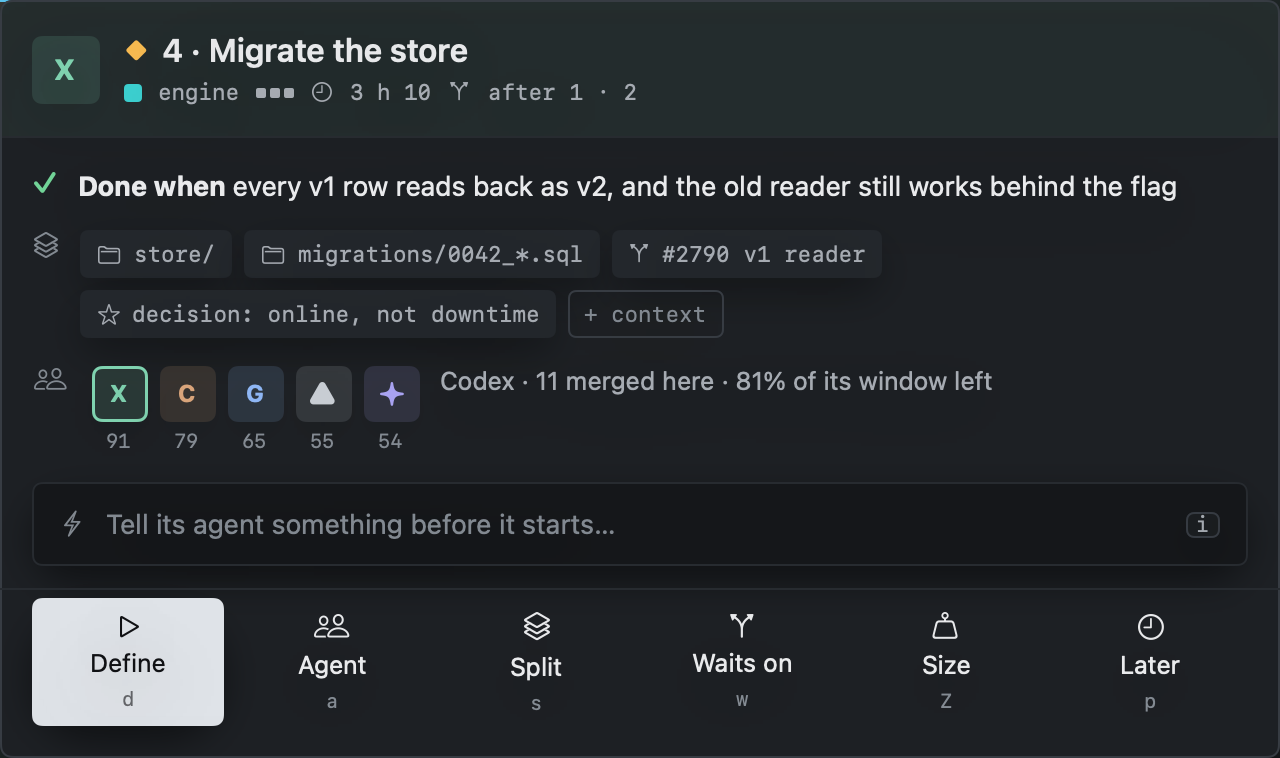 X
4 · Migrate the store
engine 3 h 10 after 1 · 2
Done when every v1 row reads back as v2, and the old reader still works behind the flag
store/ migrations/0042_*.sql #2790 v1 reader
decision: online, not downtime + context
X C G Codex · 11 merged here · 81% of its window left
91 79 65 55 54
Tell its agent something before it starts... i
Define Agent Split Waits on Size Later
d a s w Z p